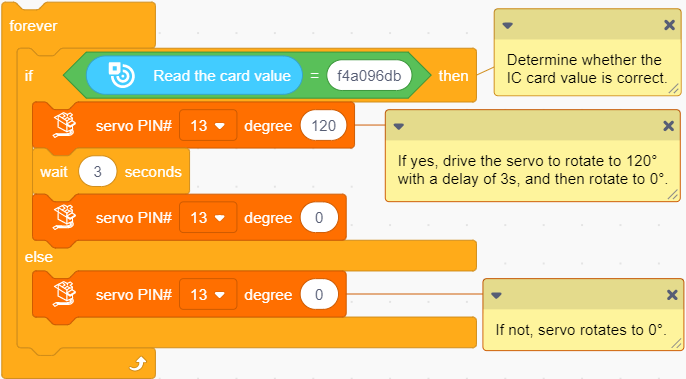 forever
if Read the card value = f4a096db then
Determine whether the
IC card value is correct.
servo PIN# 13 degree 120
If yes, drive the servo to rotate to 120°
with a delay of 3s, and then rotate to 0°.
wait 3 seconds
servo PIN# 13 degree 0
else
servo PIN# 13 degree 0
If not, servo rotates to 0°.